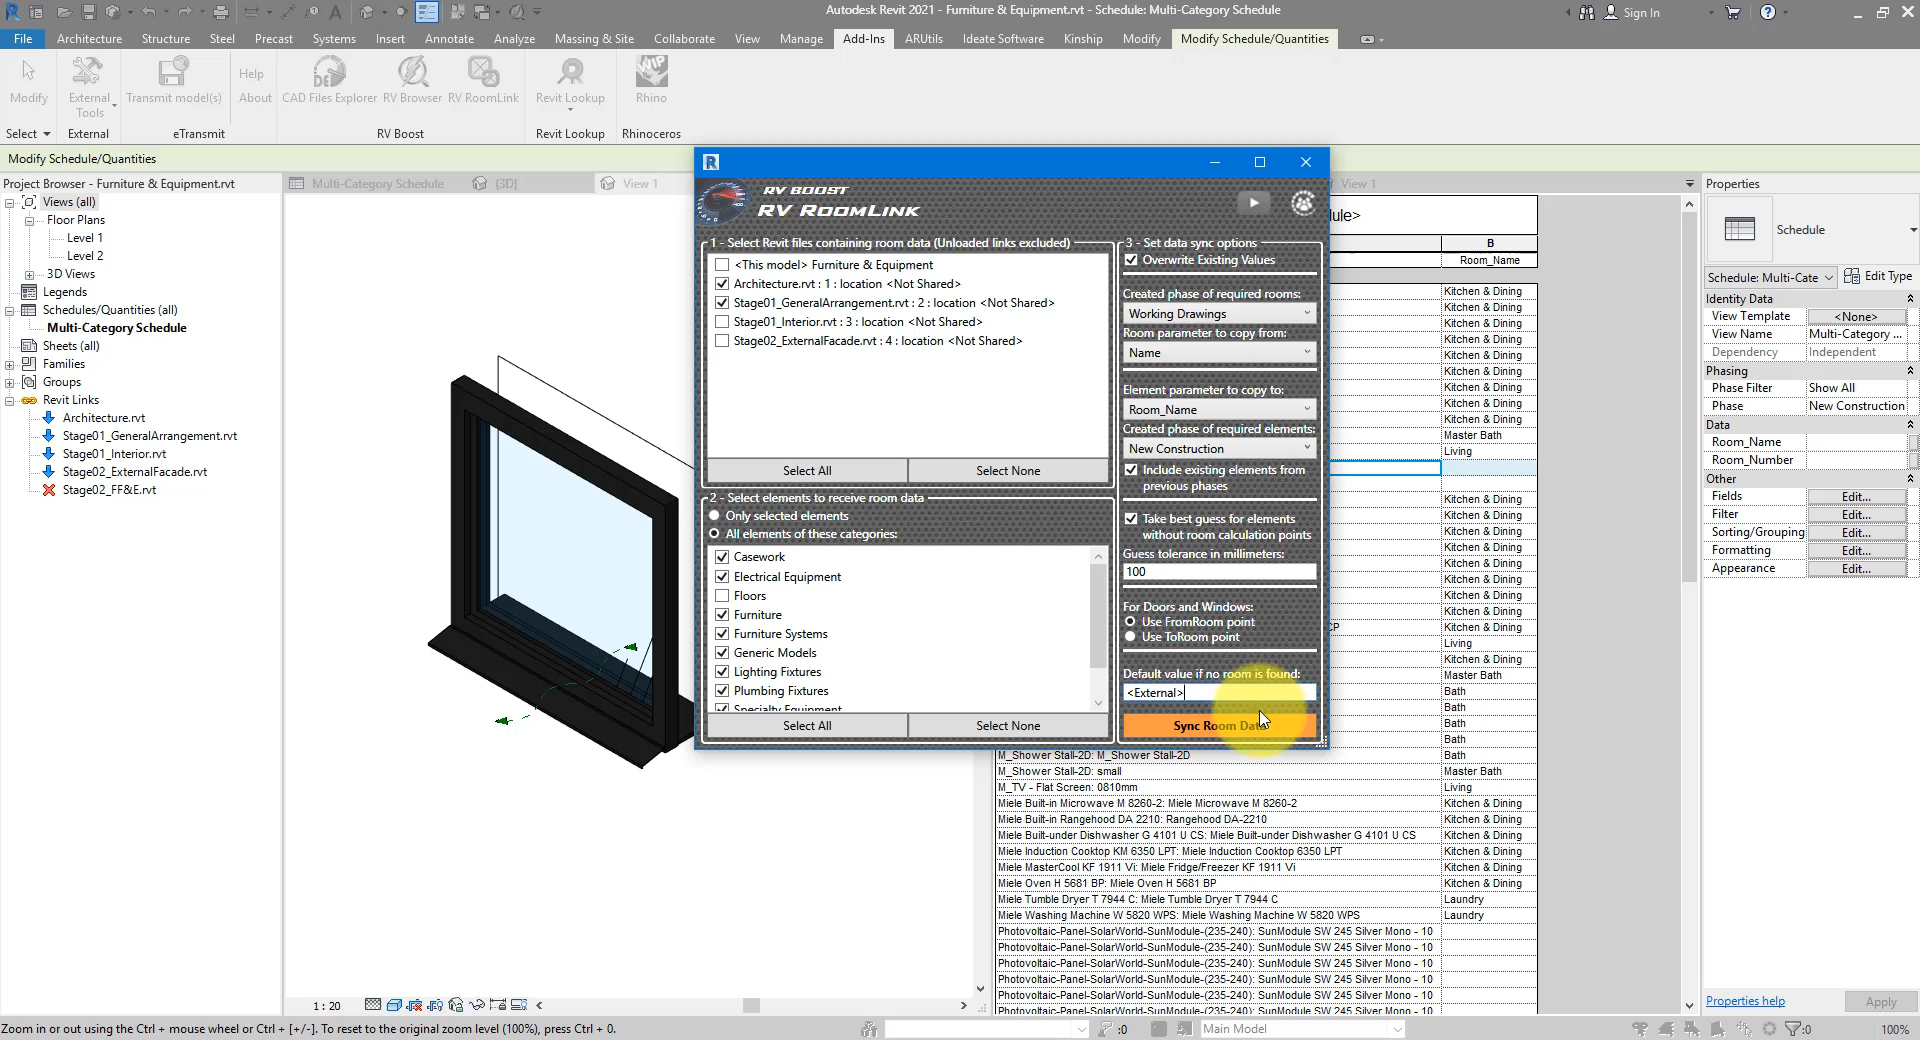 Autodesk Revit 2021 - Furniture & Equipment.rvt - Schedule: Multi-Category Schedule
Sign In
File Architecture Structure Steel Precast Systems Insert Annotate Analyze Massing & Site Collaborate View Manage Add-Ins ARUtils Ideate Software Kinship Modify Modify Schedule/Quantities
Modify
External Tools
Transmit model(s)
Help
About
CAD Files Explorer
RV Browser
RV RoomLink
Revit Lookup
WIP
Rhino
Select
External
eTransmit
RV Boost
Revit Lookup
Rhinoceros
Modify Schedule/Quantities
Project Browser - Furniture & Equipment.rvt
Views (all)
Floor Plans
Level 1
Level 2
3D Views
Legends
Schedules/Quantities (all)
Multi-Category Schedule
Sheets (all)
Families
Groups
Revit Links
Architecture.rvt
Stage01_GeneralArrangement.rvt
Stage01_Interior.rvt
Stage02_ExternalFacade.rvt
Stage02_FF&E.rvt
Multi-Category Schedule
{3D}
View 1
RV BOOST
RV ROOMLINK
1 - Select Revit files containing room data (Unloaded links excluded)
<This model> Furniture & Equipment
Architecture.rvt : 1 : location <Not Shared>
Stage01_GeneralArrangement.rvt : 2 : location <Not Shared>
Stage01_Interior.rvt : 3 : location <Not Shared>
Stage02_ExternalFacade.rvt : 4 : location <Not Shared>
Select All
Select None
2 - Select elements to receive room data
Only selected elements
All elements of these categories:
Casework
Electrical Equipment
Floors
Furniture
Furniture Systems
Generic Models
Lighting Fixtures
Plumbing Fixtures
Specialty Equipment
Select All
Select None
3 - Set data sync options
Overwrite Existing Values
Created phase of required rooms:
Working Drawings
Room parameter to copy from:
Name
Element parameter to copy to:
Room_Name
Created phase of required elements:
New Construction
Include existing elements from
previous phases
Take best guess for elements
without room calculation points
Guess tolerance in millimeters:
100
For Doors and Windows:
Use FromRoom point
Use ToRoom point
Default value if no room is found:
<External>
Sync Room Data
View 1
ule>
B
Room_Name
Kitchen & Dining
Kitchen & Dining
Kitchen & Dining
Kitchen & Dining
Kitchen & Dining
Kitchen & Dining
Kitchen & Dining
Kitchen & Dining
Kitchen & Dining
Master Bath
Living
Kitchen & Dining
Kitchen & Dining
Kitchen & Dining
Kitchen & Dining
Kitchen & Dining
Kitchen & Dining
Kitchen & Dining
Kitchen & Dining
CP Kitchen & Dining
Living
Kitchen & Dining
Master Bath
Bath
Bath
Bath
Bath
M_Shower Stall-2D: M_Shower Stall-2D Bath
M_Shower Stall-2D: small Master Bath
M_TV - Flat Screen: 0810mm Living
Miele Built-in Microwave M 8260-2: Miele Microwave M 8260-2 Kitchen & Dining
Miele Built-in Rangehood DA 2210: Rangehood DA-2210 Kitchen & Dining
Miele Built-under Dishwasher G 4101 U CS: Miele Built-under Dishwasher G 4101 U CS Kitchen & Dining
Miele Induction Cooktop KM 6350 LPT: Miele Induction Cooktop 6350 LPT Kitchen & Dining
Miele MasterCool KF 1911 Vi: Miele Fridge/Freezer KF 1911 Vi Kitchen & Dining
Miele Oven H 5681 BP: Miele Oven H 5681 BP Kitchen & Dining
Miele Tumble Dryer T 7944 C: Miele Tumble Dryer T 7944 C Laundry
Miele Washing Machine W 5820 WPS: Miele Washing Machine W 5820 WPS Laundry
Photovoltaic-Panel-SolarWorld-SunModule-(235-240): SunModule SW 245 Silver Mono - 10
Photovoltaic-Panel-SolarWorld-SunModule-(235-240): SunModule SW 245 Silver Mono - 10
Photovoltaic-Panel-SolarWorld-SunModule-(235-240): SunModule SW 245 Silver Mono - 10
Photovoltaic-Panel-SolarWorld-SunModule-(235-240): SunModule SW 245 Silver Mono - 10
Photovoltaic-Panel-SolarWorld-SunModule-(235-240): SunModule SW 245 Silver Mono - 10
Photovoltaic-Panel-SolarWorld-SunModule-(235-240): SunModule SW 245 Silver Mono - 10
Properties
Schedule
Schedule: Multi-Cate
Edit Type
Identity Data
View Template <None>
View Name Multi-Category ...
Dependency Independent
Phasing
Phase Filter Show All
Phase New Construction
Data
Room_Name
Room_Number
Other
Fields Edit...
Filter Edit...
Sorting/Grouping Edit...
Formatting Edit...
Appearance Edit...
Properties help
Apply
1 : 20
Zoom in or out using the Ctrl + mouse wheel or Ctrl + [+/-]. To reset to the original zoom level (100%), press Ctrl + 0.
:0
Main Model
:0
100%